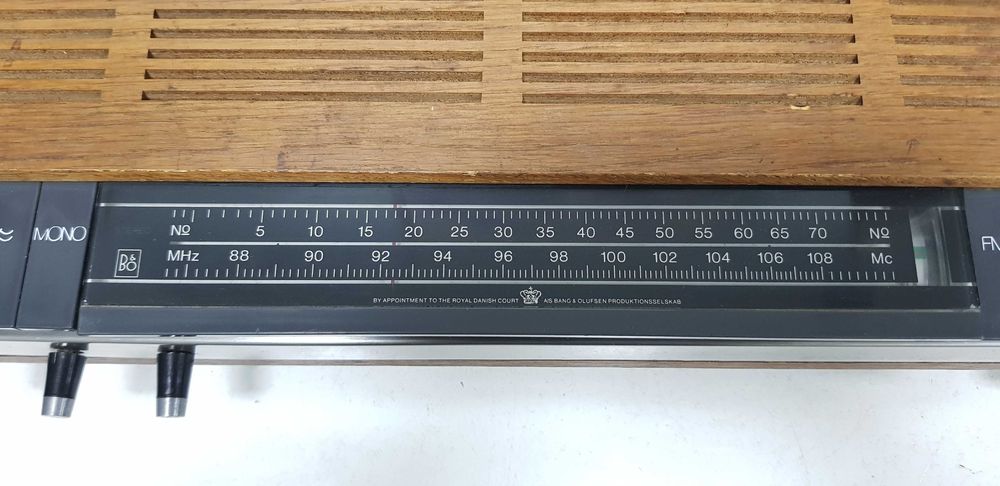 MONO
Nº 5 10 15 20 25 30 35 40 45 50 55 60 65 70 Nº
B&O
MHz 88 90 92 94 96 98 100 102 104 106 108 Mc
BY APPOINTMENT TO THE ROYAL DANISH COURT AIS BANG & OLUFSEN PRODUKTIONSSELSKAB